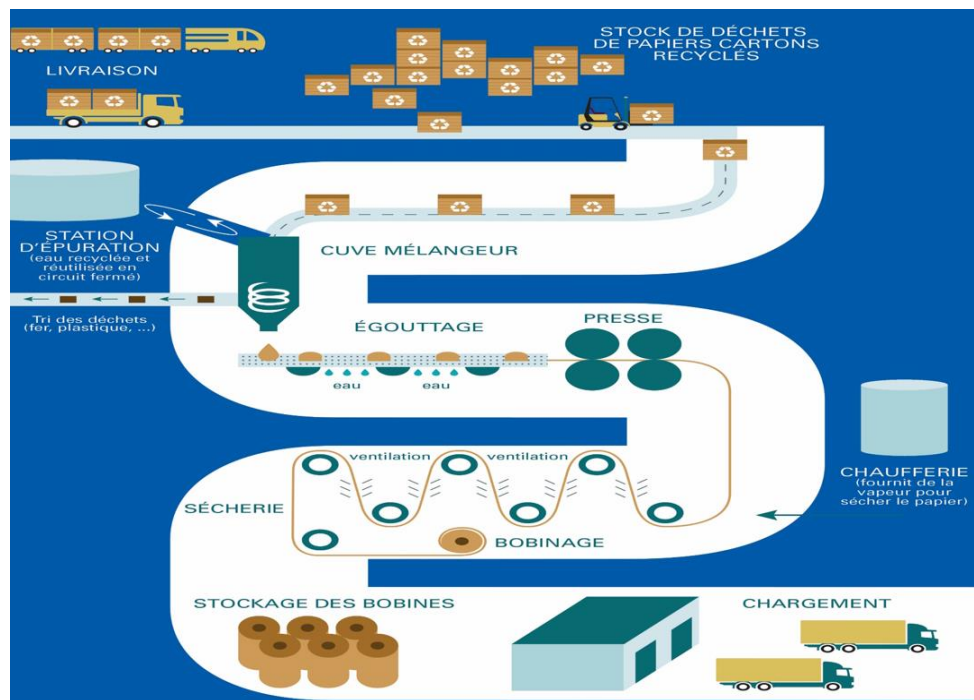 LIVRAISON
STOCK DE DÉCHETS
DE PAPIERS CARTONS
RECYCLÉS
STATION
D'ÉPURATION
(eau recyclée et
réutilisée en
circuit fermé)
CUVE MÉLANGEUR
Tri des déchets
(fer, plastique, ...)
ÉGOUTTAGE
PRESSE
eau
eau
ventilation
ventilation
CHAUFFERIE
(fournit de la
vapeur pour
sécher le papier)
SÉCHERIE
BOBINAGE
STOCKAGE DES BOBINES
CHARGEMENT